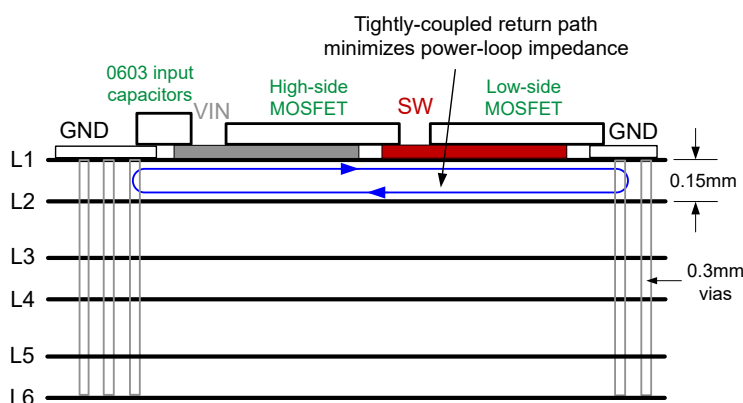 Tightly-coupled return path
minimizes power-loop impedance
0603 input
capacitors
VIN
High-side
MOSFET
SW
Low-side
MOSFET
GND
GND
L1
0.15mm
L2
L3
0.3mm
vias
L4
L5
L6